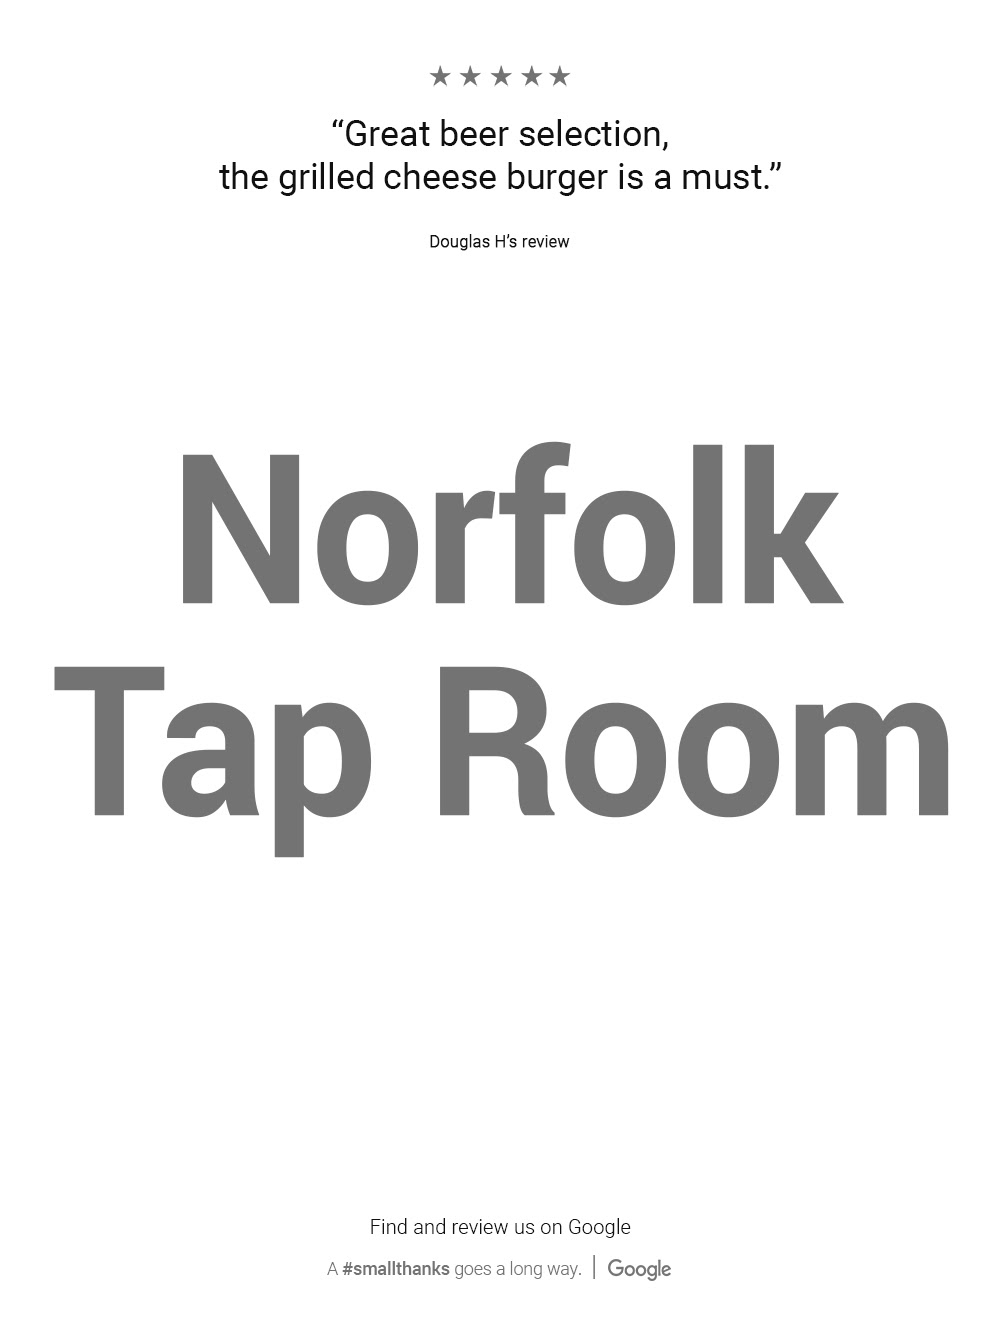 ★★★★★
“Great beer selection,
the grilled cheese burger is a must.”
Douglas H’s review
Norfolk
Tap Room
Find and review us on Google
A #smallthanks goes a long way. | Google